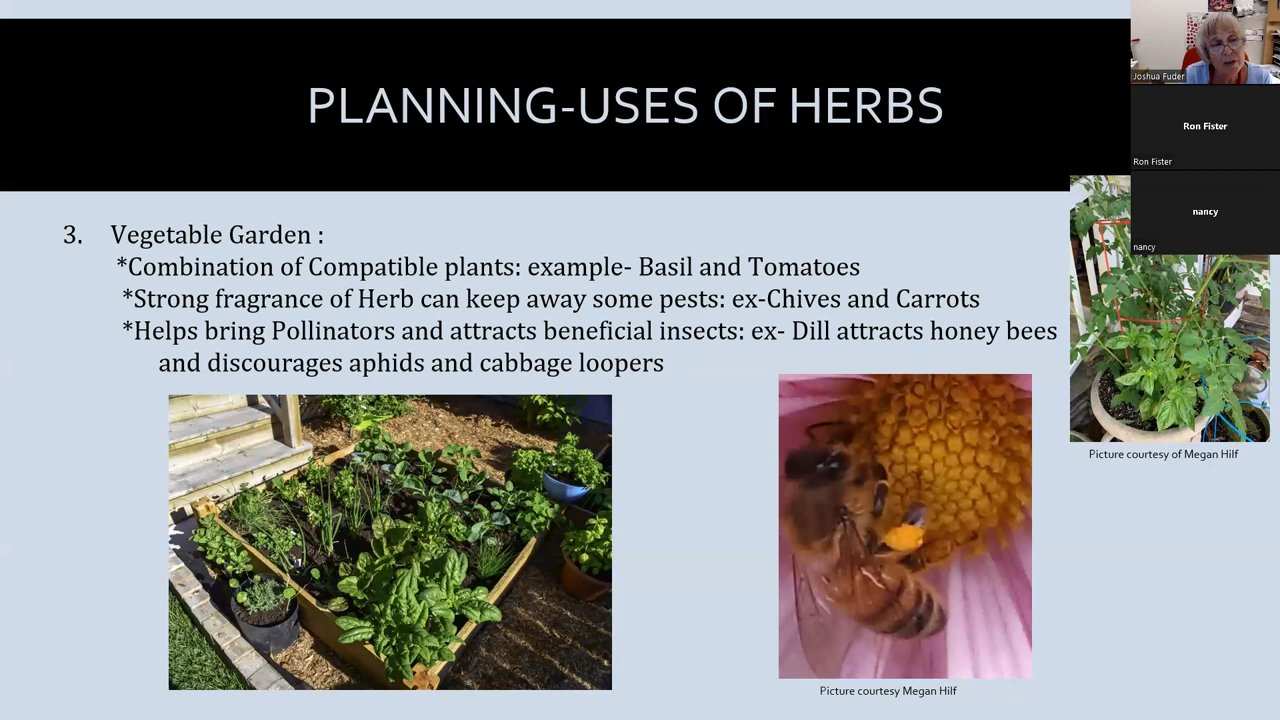 PLANNING-USES OF HERBS
Joshua Fuder
Ron Fister
Ron Fister
nancy
nancy
3. Vegetable Garden :
*Combination of Compatible plants: example- Basil and Tomatoes
*Strong fragrance of Herb can keep away some pests: ex-Chives and Carrots
*Helps bring Pollinators and attracts beneficial insects: ex- Dill attracts honey bees
and discourages aphids and cabbage loopers
Picture courtesy of Megan Hilf
Picture courtesy Megan Hilf